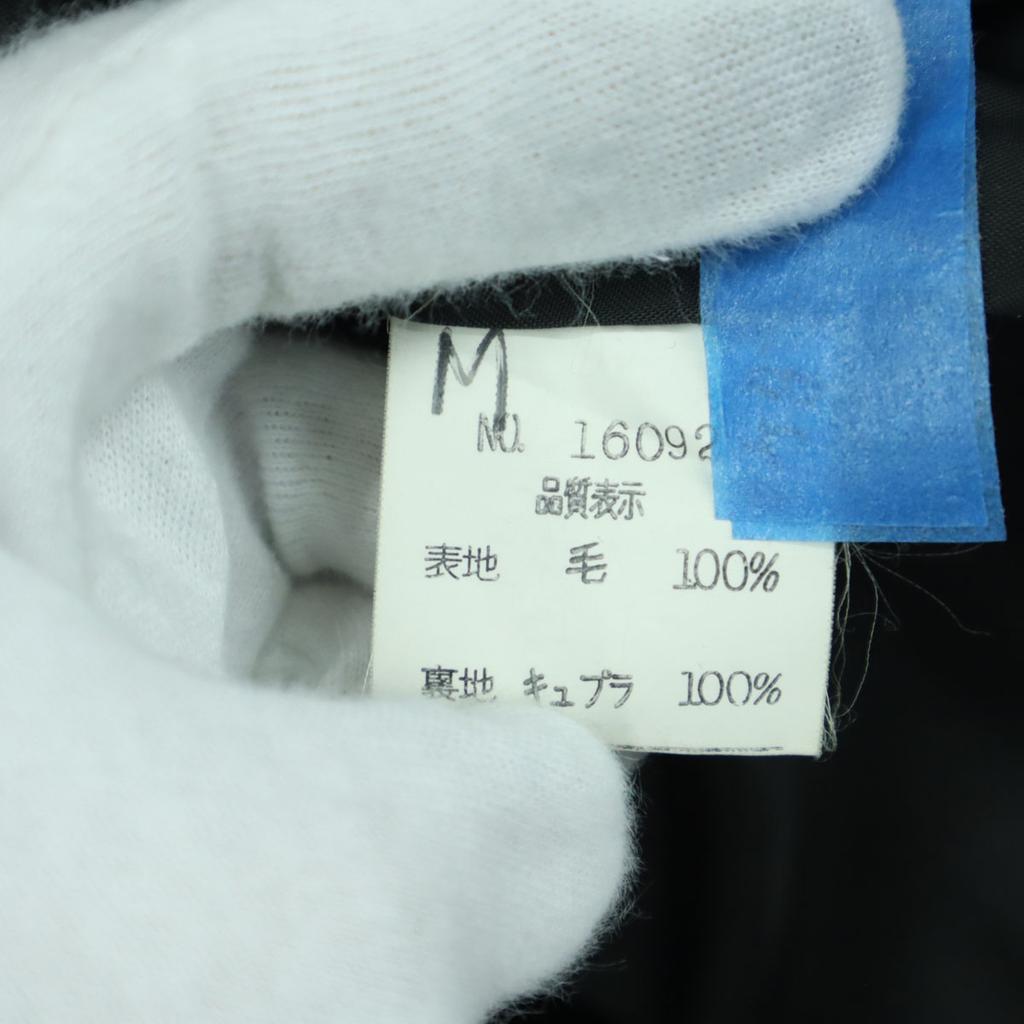 M
NO. 16092
品質表示
表地 毛 100%
裏地 キュプラ 100%